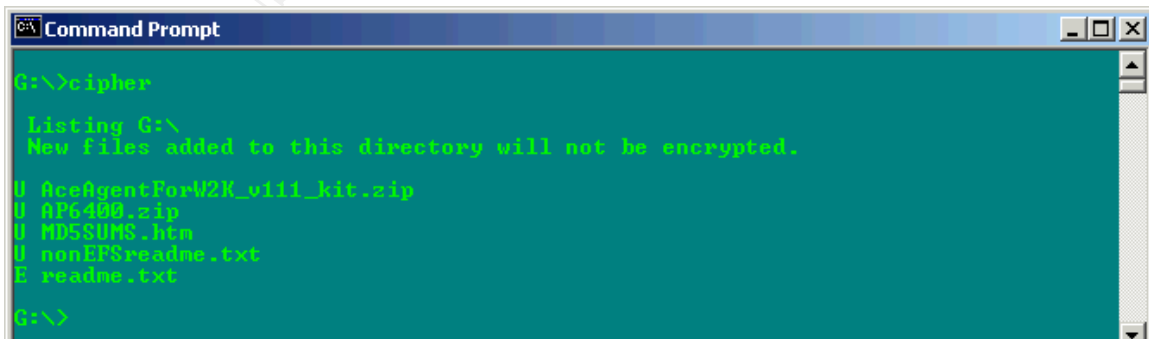 Command Prompt
G:\>cipher
Listing G:\
New files added to this directory will not be encrypted.
U AceAgentForW2K_v111_kit.zip
U AP6400.zip
U MD5SUMS.htm
U nonEFSreadme.txt
E readme.txt
G:\>